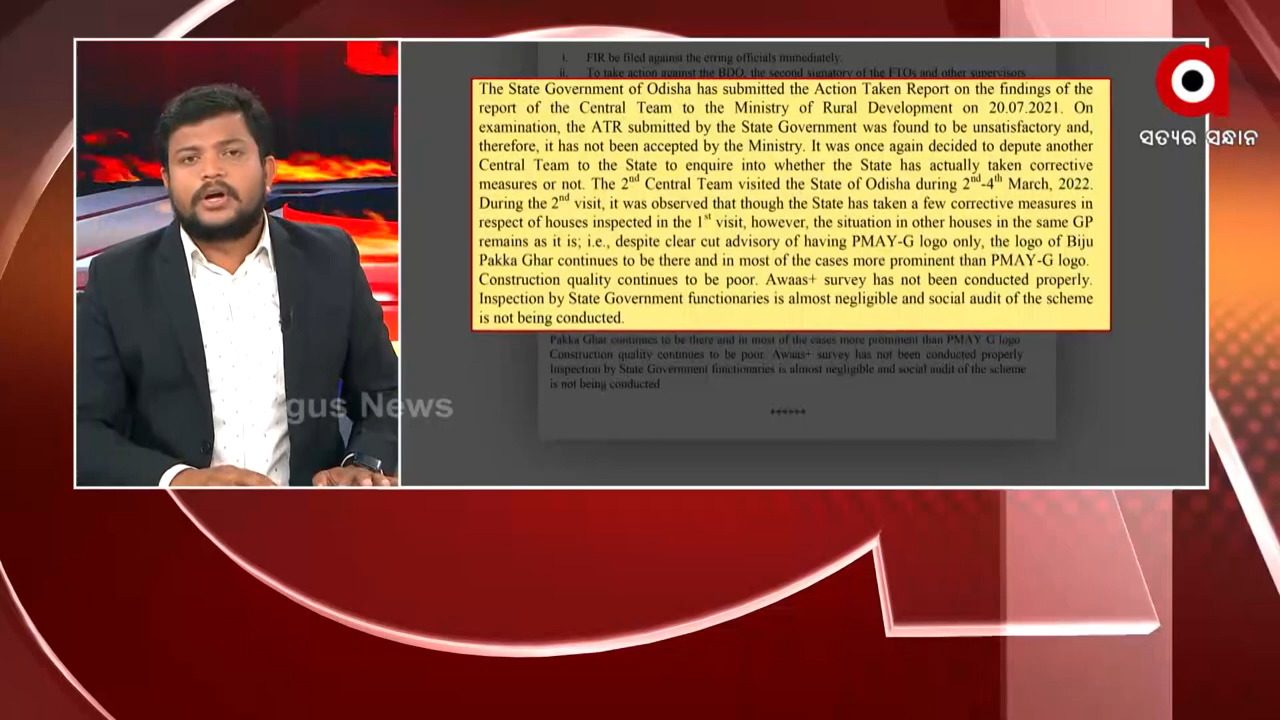 i. FIR be filed against the erring officials immediately.
ii. To take action against the BDO, the second signatory of the FTOs and other supervisors
The State Government of Odisha has submitted the Action Taken Report on the findings of the
report of the Central Team to the Ministry of Rural Development on 20.07.2021. On
examination, the ATR submitted by the State Government was found to be unsatisfactory and,
therefore, it has not been accepted by the Ministry. It was once again decided to depute another
Central Team to the State to enquire into whether the State has actually taken corrective
measures or not. The 2nd Central Team visited the State of Odisha during 2nd-4th March, 2022.
During the 2nd visit, it was observed that though the State has taken a few corrective measures in
respect of houses inspected in the 1st visit, however, the situation in other houses in the same GP
remains as it is; i.e., despite clear cut advisory of having PMAY-G logo only, the logo of Biju
Pakka Ghar continues to be there and in most of the cases more prominent than PMAY-G logo.
Construction quality continues to be poor. Awaas+ survey has not been conducted properly.
Inspection by State Government functionaries is almost negligible and social audit of the scheme
is not being conducted.
Pakka Ghar continues to be there and in most of the cases more prominent than PMAY G logo
Construction quality continues to be poor. Awaas+ survey has not been conducted properly
Inspection by State Government functionaries is almost negligible and social audit of the scheme
is not being conducted
++++++
gus News
ସତ୍ୟର ସନ୍ଧାନ